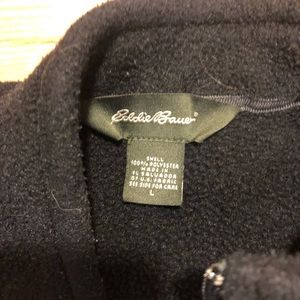 Eddie Bauer
SHELL
100% POLYESTER
MADE IN
EL SALVADOR
OF U.S. FABRIC
SEE SIDE FOR CARE
L